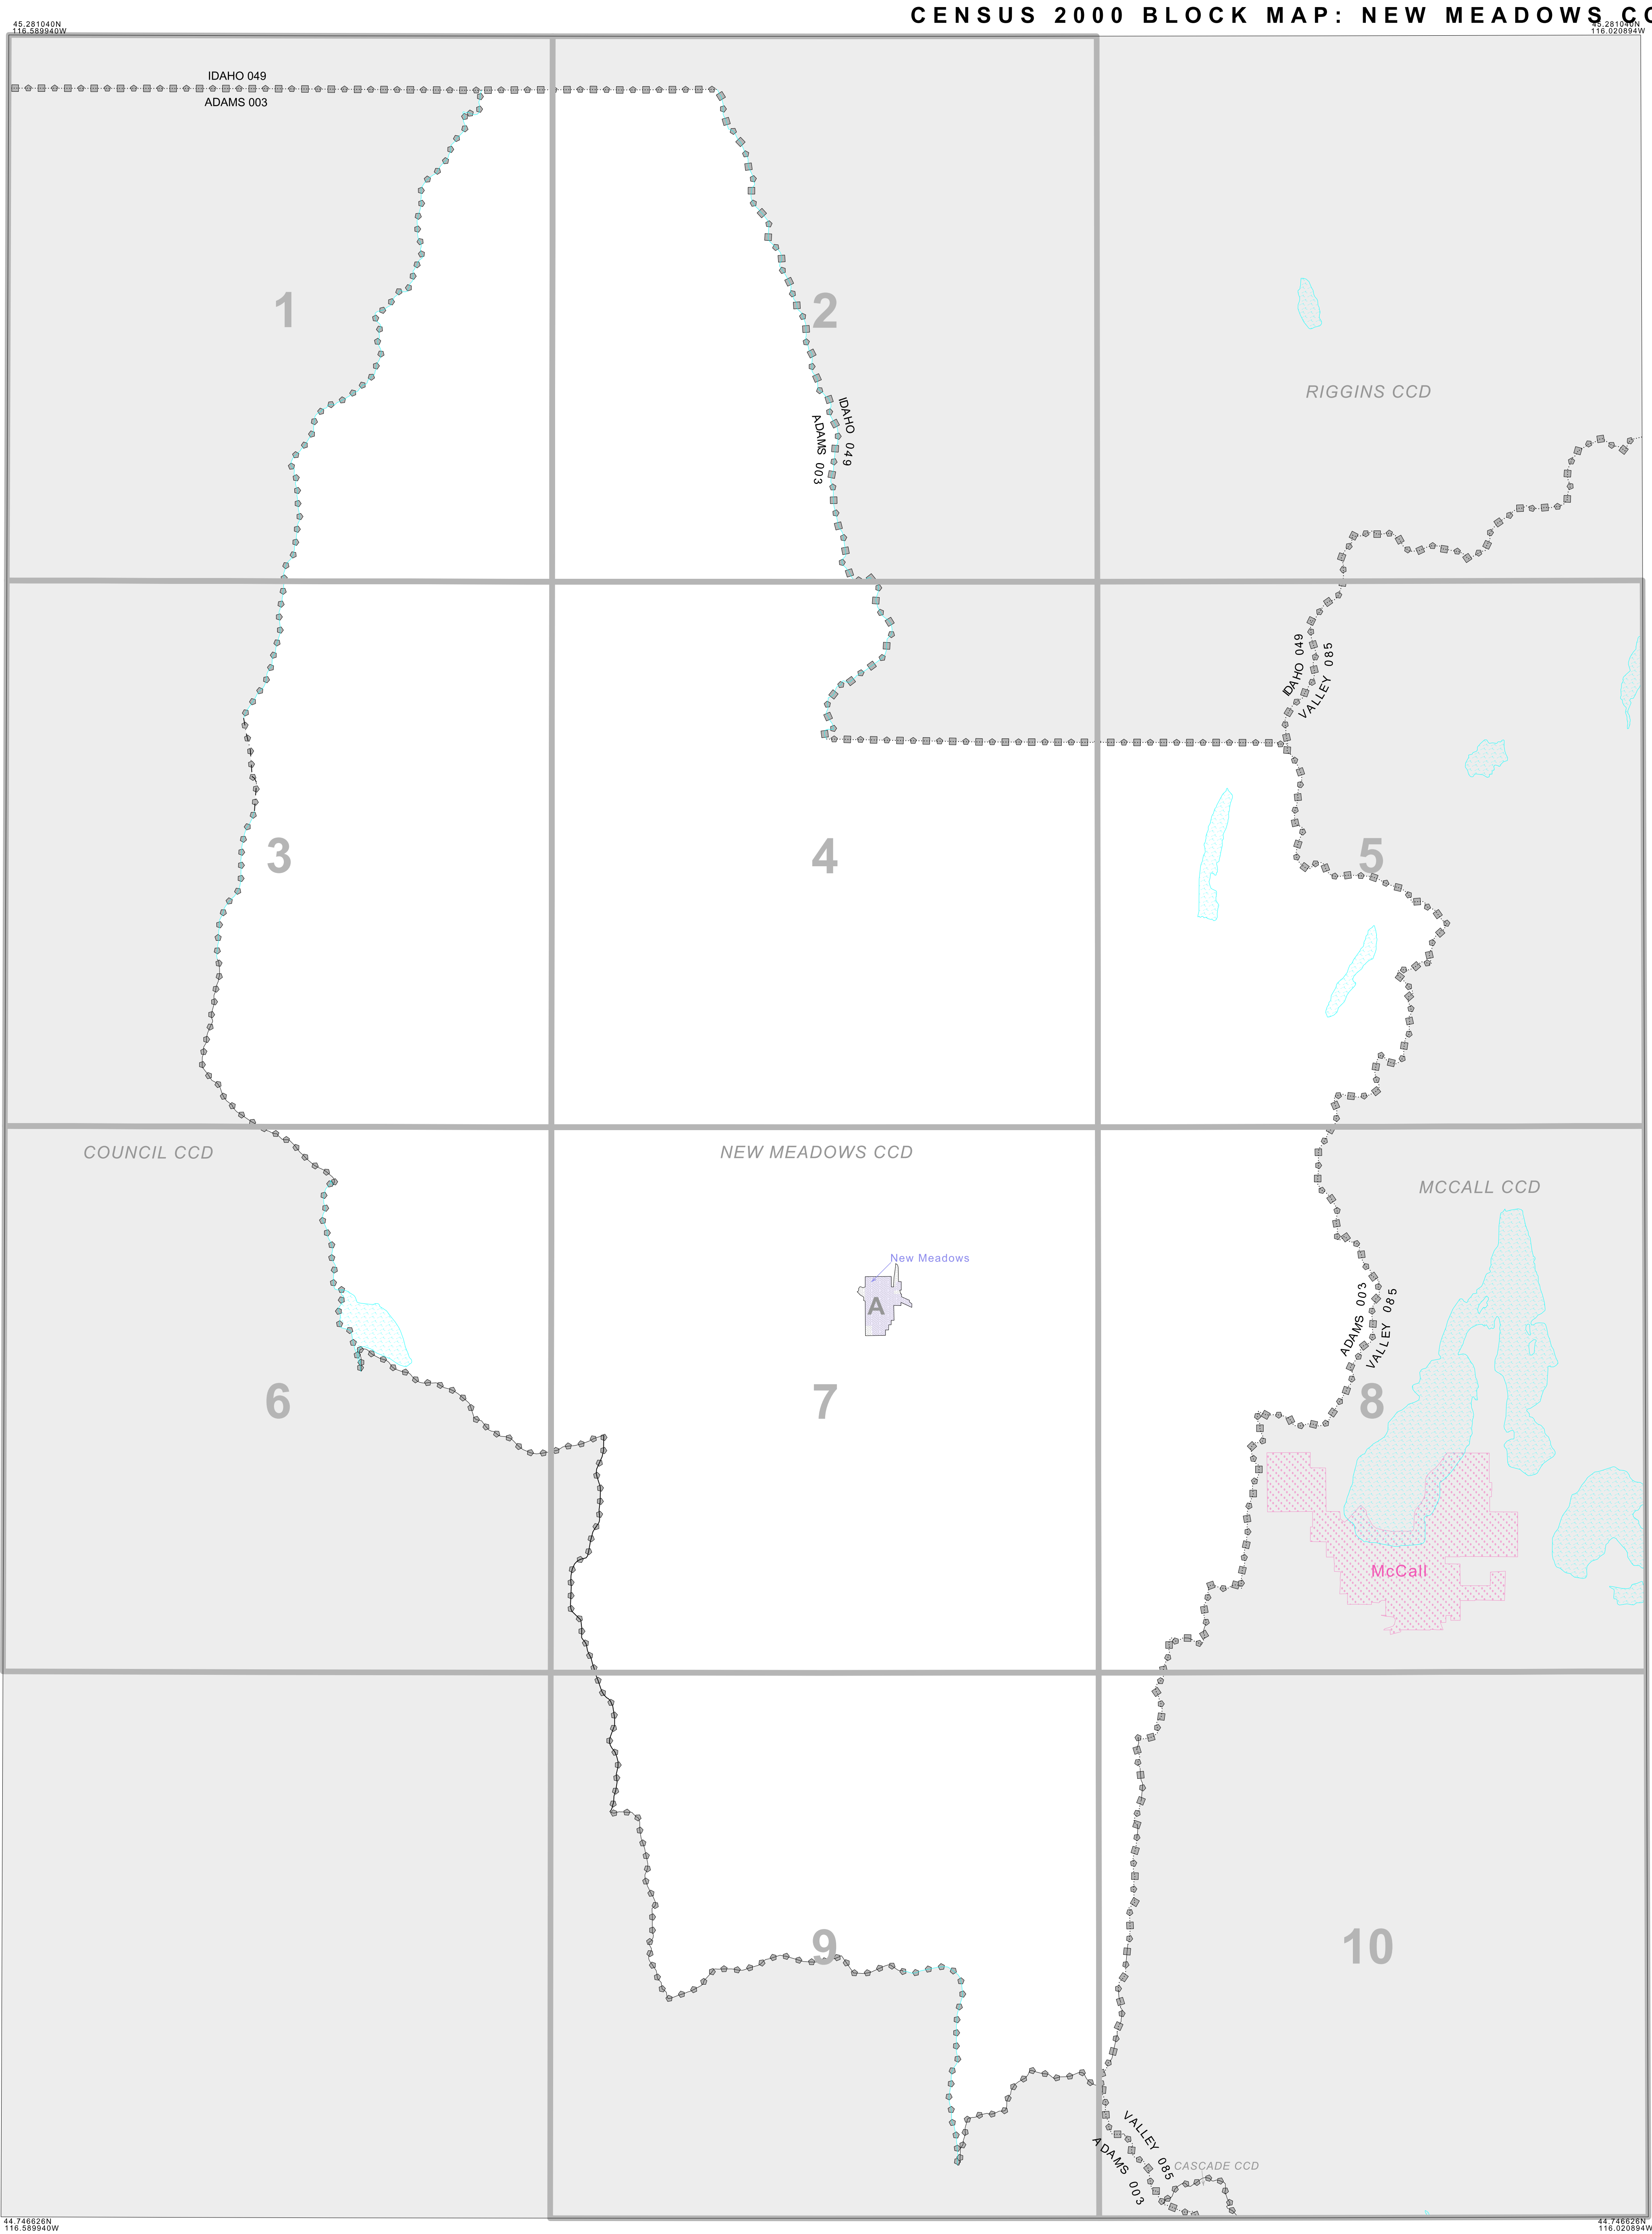 CENSUS 2000 BLOCK MAP: NEW MEADOWS CC
45.281040N
116.589940W
45.281040N
116.020894W
IDAHO 049
ADAMS 003
1
2
RIGGINS CCD
IDAHO 049
ADAMS 003
IDAHO 049
VALLEY 085
3
4
5
COUNCIL CCD
NEW MEADOWS CCD
MCCALL CCD
New Meadows
A
ADAMS 003
VALLEY 085
6
7
8
McCall
9
10
VALLEY 085
ADAMS 003
CASCADE CCD
44.746626N
116.589940W
44.746626N
116.020894W